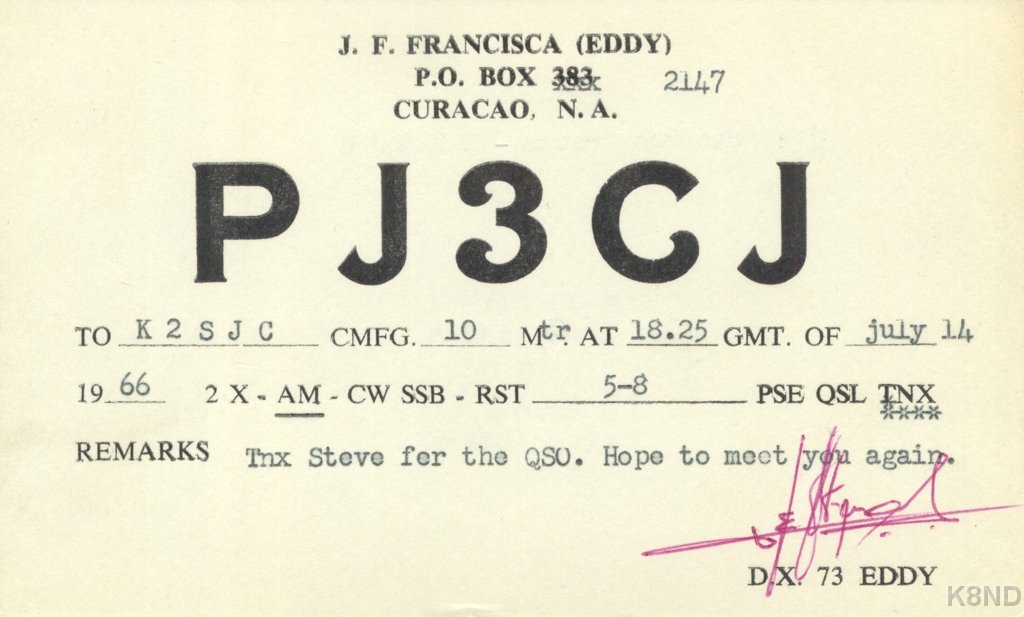 J. F. FRANCISCA (EDDY)
P.O. BOX 383 2147
CURACAO, N. A.
PJ3CJ
TO K 2 S J C CMFG. 10 Mtr. AT 18.25 GMT. OF july 14
19 66 2 X - AM - CW SSB - RST 5-8 PSE QSL TNX
****
REMARKS Tnx Steve fer the QSO. Hope to meet you again.
D.X. 73 EDDY
K8ND